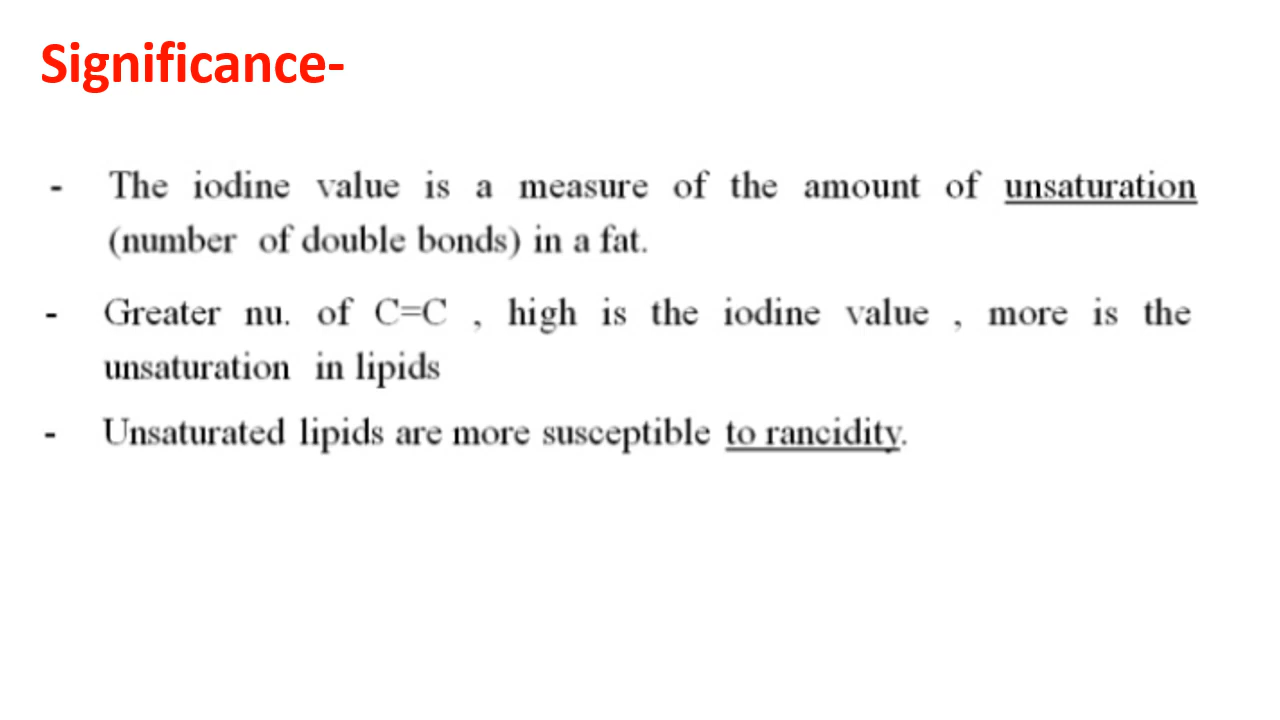 Significance-
- The iodine value is a measure of the amount of unsaturation
(number of double bonds) in a fat.
- Greater nu. of C=C , high is the iodine value , more is the
unsaturation in lipids
- Unsaturated lipids are more susceptible to rancidity.